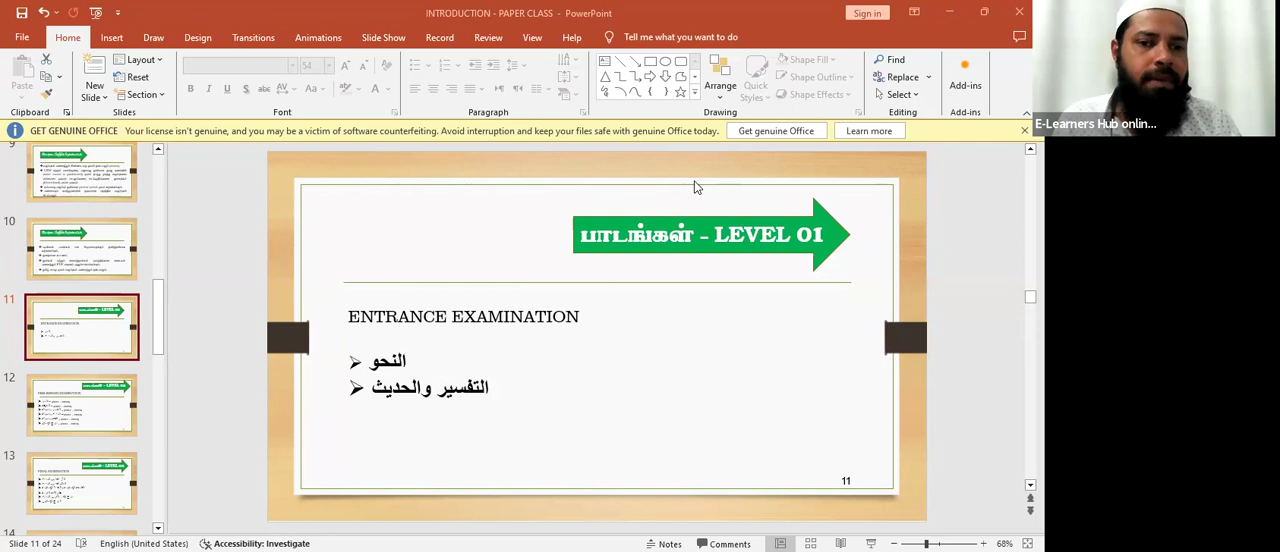 INTRODUCTION - PAPER CLASS - PowerPoint
Sign in
File Home Insert Draw Design Transitions Animations Slide Show Record Review View Help Tell me what you want to do
Paste
Clipboard
New Slide
Layout
Reset
Section
Slides
54
Font
Paragraph
Arrange
Quick Styles
Shape Fill
Shape Outline
Shape Effects
Drawing
Find
Replace
Select
Editing
Add-ins
Add-ins
E-Learners Hub onlin...
GET GENUINE OFFICE Your license isn't genuine, and you may be a victim of software counterfeiting. Avoid interruption and keep your files safe with genuine Office today. Get genuine Office Learn more
9
10
11
12
13
14
பாடங்கள் - LEVEL 01
ENTRANCE EXAMINATION
النحو
التفسير والحديث
11
Slide 11 of 24 English (United States) Accessibility: Investigate Notes Comments 68%